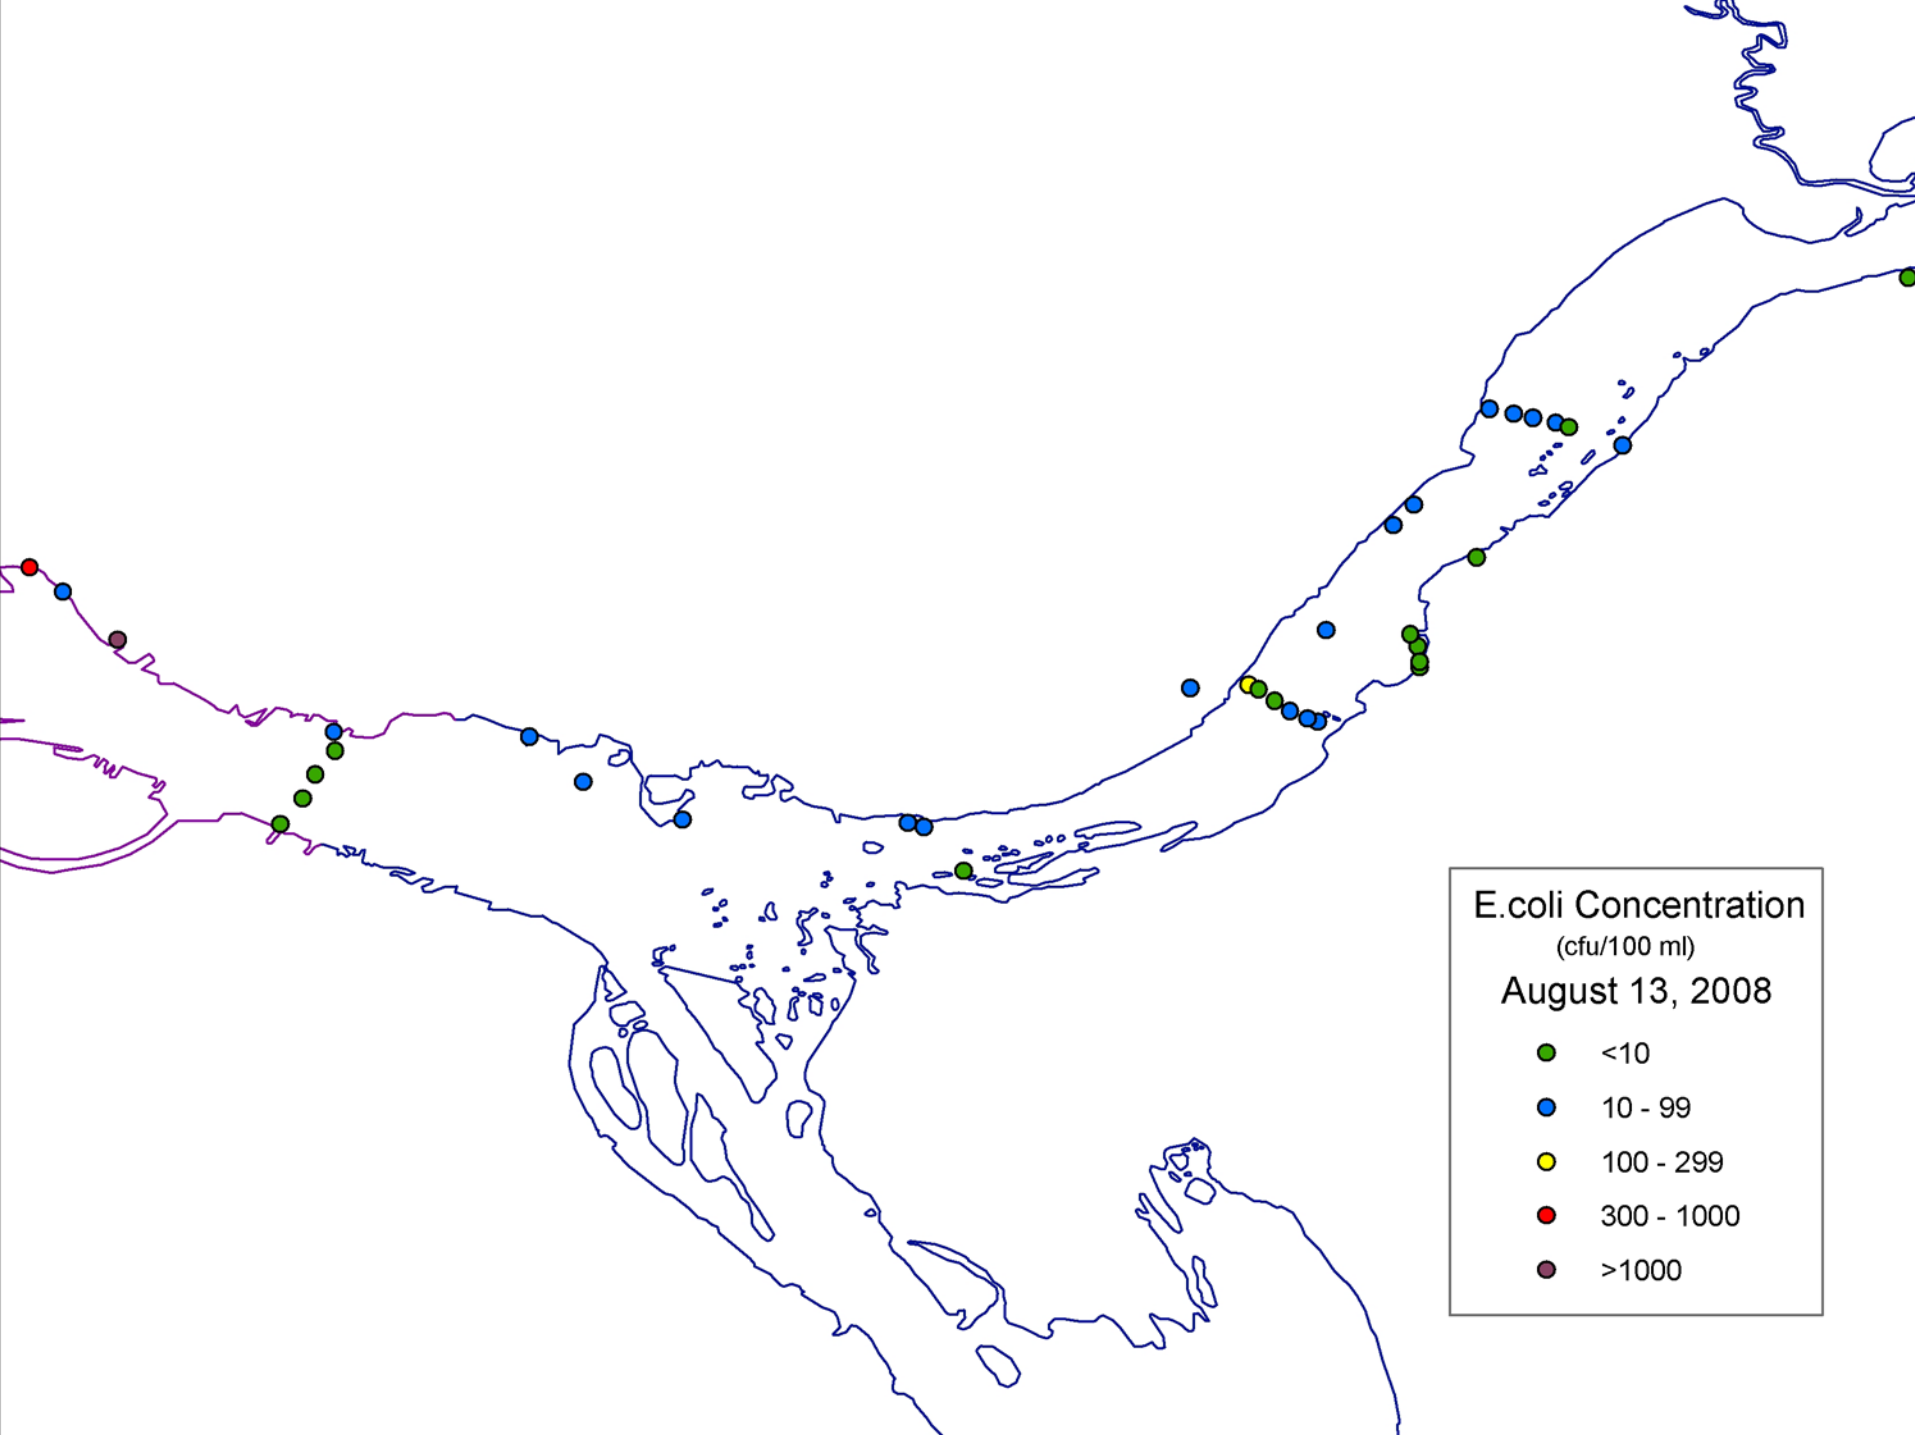 E.coli Concentration
(cfu/100 ml)
August 13, 2008
<10
10 - 99
100 - 299
300 - 1000
>1000